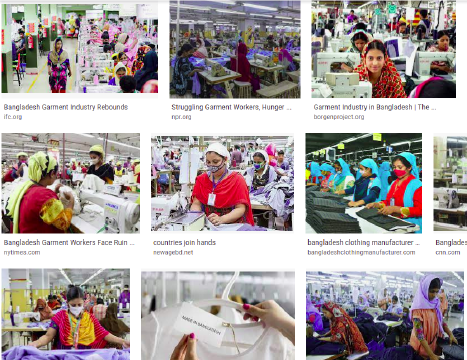 Bangladesh Garment Industry Rebounds
ifc.org
Struggling Garment Workers, Hunger ...
npr.org
Garment Industry in Bangladesh | The ...
borgenproject.org
Bangladesh Garment Workers Face Ruin ...
nytimes.com
countries join hands
newagebd.net
bangladesh clothing manufacturer ...
bangladeshclothingmanufacturer.com
Banglades
cnn.com
MADE IN BANGLADESH